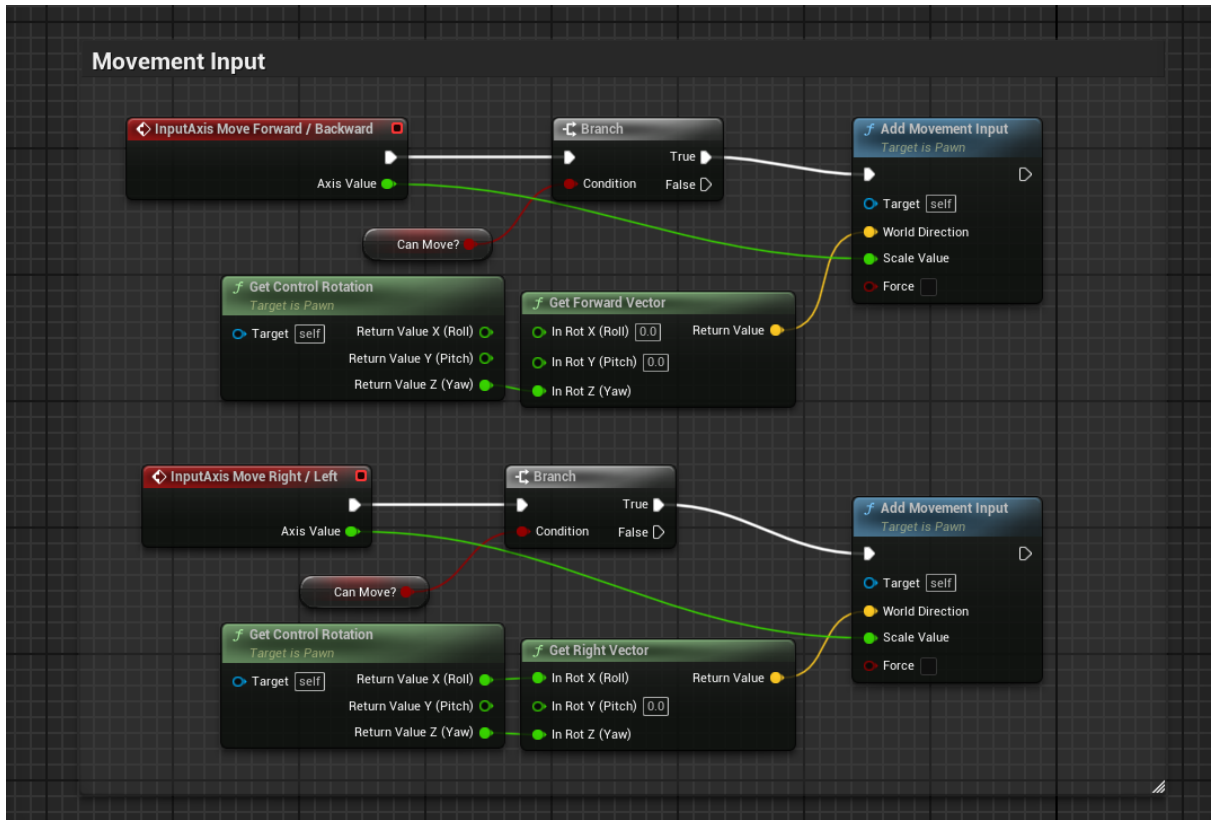 Movement Input
InputAxis Move Forward / Backward
Axis Value
Branch
True
Condition
False
Add Movement Input
Target is Pawn
Target self
World Direction
Scale Value
Force
Can Move?
Get Control Rotation
Target is Pawn
Target self
Return Value X (Roll)
Return Value Y (Pitch)
Return Value Z (Yaw)
f Get Forward Vector
In Rot X (Roll) 0.0
Return Value
In Rot Y (Pitch) 0.0
In Rot Z (Yaw)
InputAxis Move Right / Left
Axis Value
Branch
True
Condition
False
f Add Movement Input
Target is Pawn
Target self
World Direction
Scale Value
Force
Can Move?
f Get Control Rotation
Target is Pawn
Target self
Return Value X (Roll)
Return Value Y (Pitch)
Return Value Z (Yaw)
f Get Right Vector
In Rot X (Roll)
Return Value
In Rot Y (Pitch) 0.0
In Rot Z (Yaw)